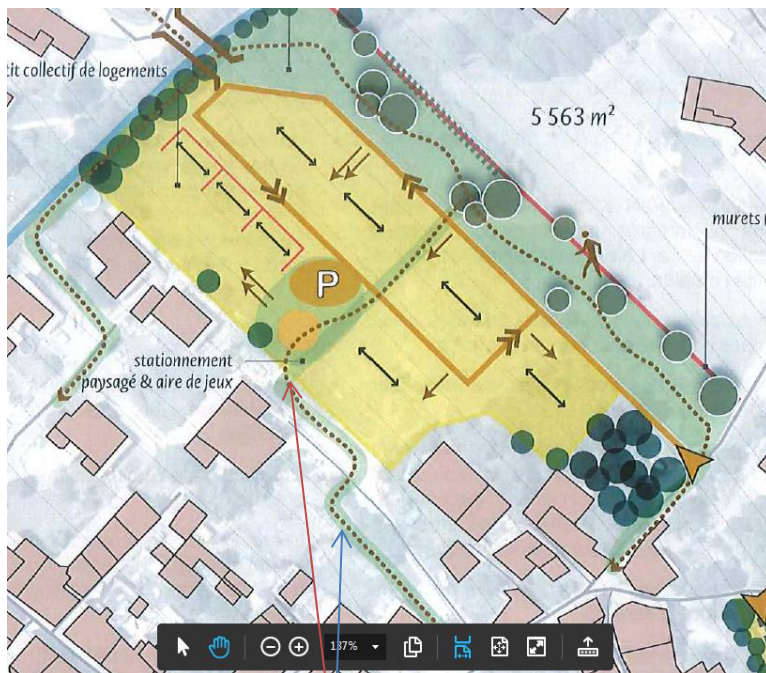 tit collectif de logements
5 563 m²
murets (
P
stationnement
paysagé & aire de jeux
137%